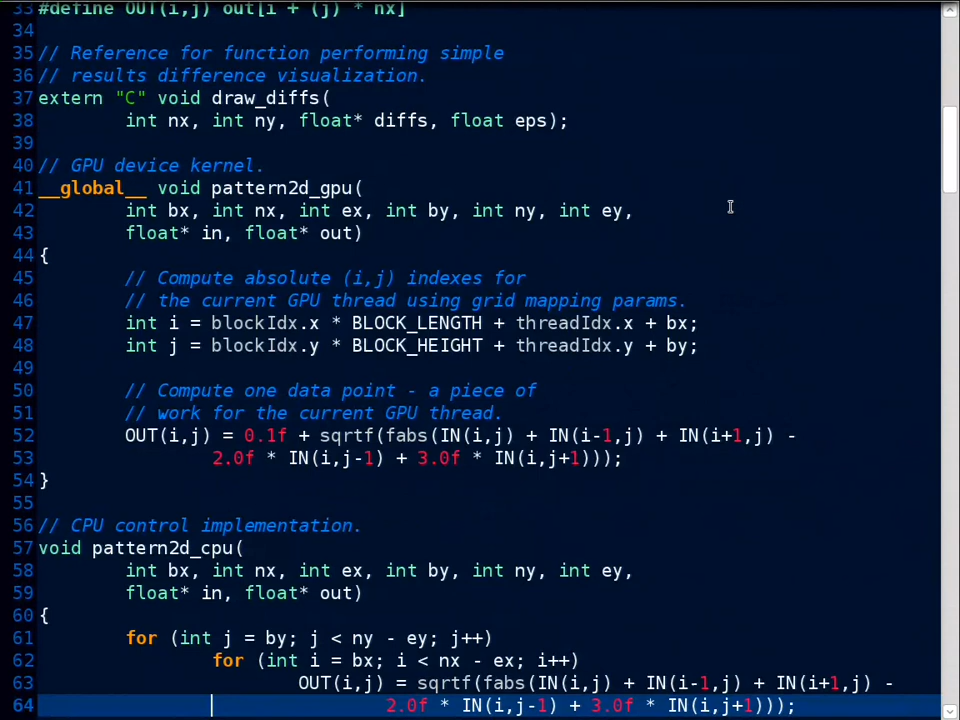 33 #define OUT(i,j) out[i + (j) * nx]
34
35 // Reference for function performing simple
36 // results difference visualization.
37 extern "C" void draw_diffs(
38         int nx, int ny, float* diffs, float eps);
39
40 // GPU device kernel.
41 __global__ void pattern2d_gpu(
42         int bx, int nx, int ex, int by, int ny, int ey,
43         float* in, float* out)
44 {
45         // Compute absolute (i,j) indexes for
46         // the current GPU thread using grid mapping params.
47         int i = blockIdx.x * BLOCK_LENGTH + threadIdx.x + bx;
48         int j = blockIdx.y * BLOCK_HEIGHT + threadIdx.y + by;
49
50         // Compute one data point - a piece of
51         // work for the current GPU thread.
52         OUT(i,j) = 0.1f + sqrtf(fabs(IN(i,j) + IN(i-1,j) + IN(i+1,j) -
53                 2.0f * IN(i,j-1) + 3.0f * IN(i,j+1)));
54 }
55
56 // CPU control implementation.
57 void pattern2d_cpu(
58         int bx, int nx, int ex, int by, int ny, int ey,
59         float* in, float* out)
60 {
61         for (int j = by; j < ny - ey; j++)
62                 for (int i = bx; i < nx - ex; i++)
63                         OUT(i,j) = sqrtf(fabs(IN(i,j) + IN(i-1,j) + IN(i+1,j) -
64                                 2.0f * IN(i,j-1) + 3.0f * IN(i,j+1)));